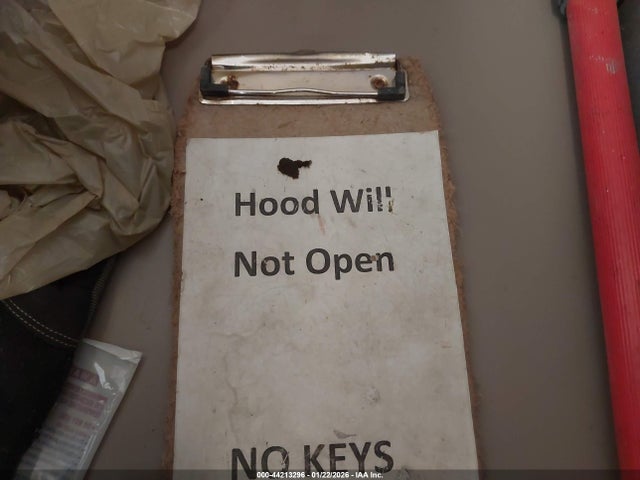 Hood Will
Not Open
NO KEYS
000-44213296 - 01/22/2026 - IAA Inc.